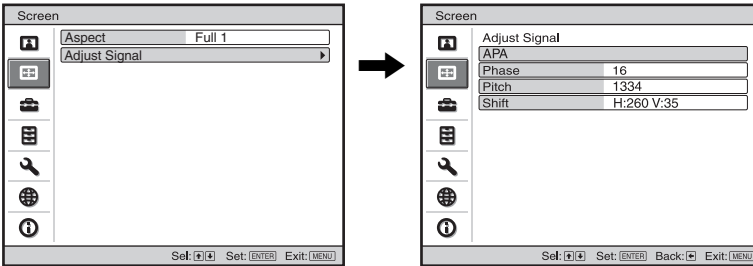 Screen
Aspect Full 1
Adjust Signal
Sel: Set: ENTER Exit: MENU
Screen
Adjust Signal
APA
Phase 16
Pitch 1334
Shift H:260 V:35
Sel: Set: ENTER Back: Exit: MENU